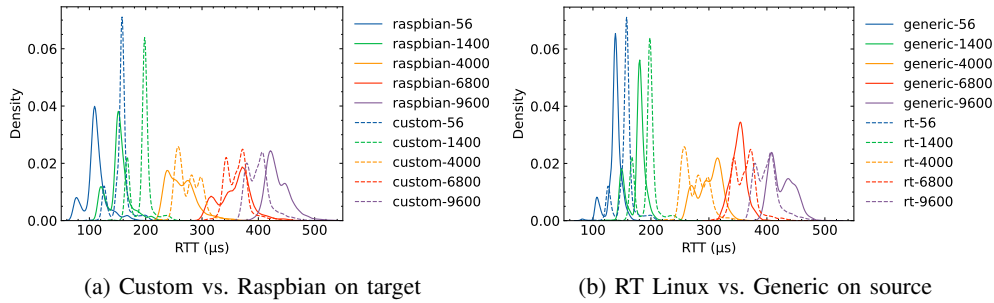 0.06
0.04
0.02
0.00
Density
100
200
300
400
500
RTT (μs)
raspbian-56
raspbian-1400
raspbian-4000
raspbian-6800
raspbian-9600
custom-56
custom-1400
custom-4000
custom-6800
custom-9600
(a) Custom vs. Raspbian on target
0.06
0.04
0.02
0.00
Density
100
200
300
400
500
RTT (μs)
generic-56
generic-1400
generic-4000
generic-6800
generic-9600
rt-56
rt-1400
rt-4000
rt-6800
rt-9600
(b) RT Linux vs. Generic on source